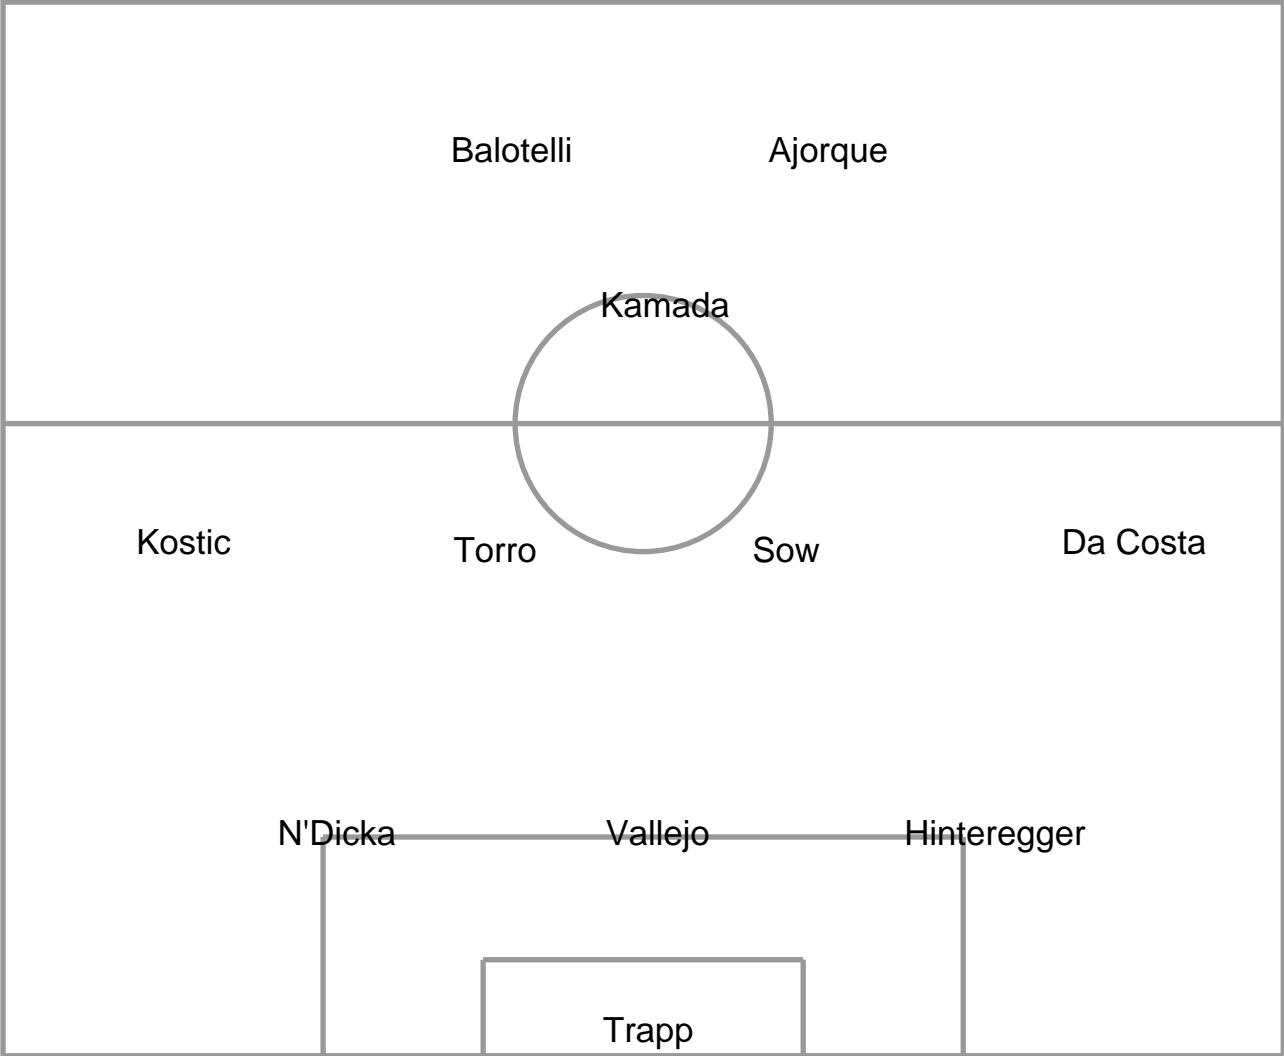 Balotelli Ajorque
Kamada
Kostic Torro Sow Da Costa
N'Dicka Vallejo Hinteregger
Trapp